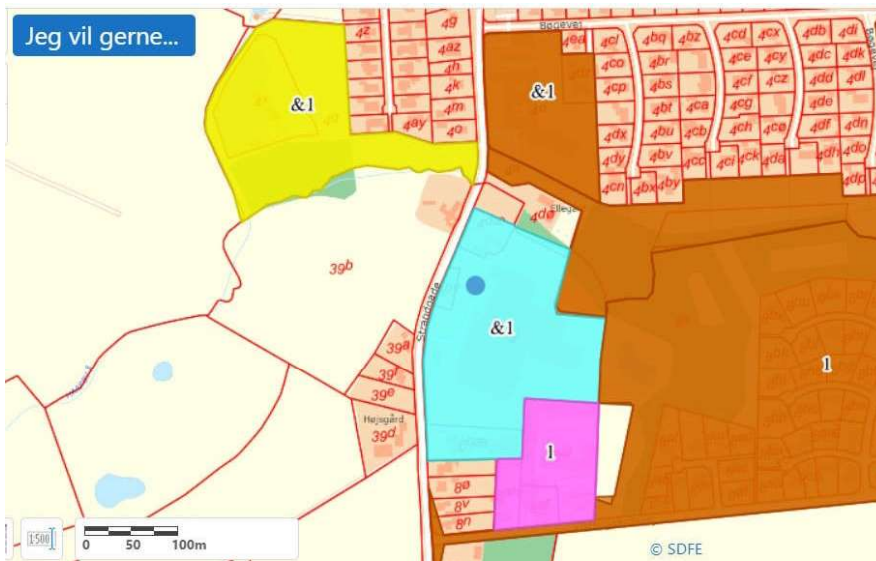 Jeg vil gerne...
Bøgevej
4z
4g
4az
4h
4k
4m
4ay
4o
&1
&1
4ea
4cl
4bq
4bz
4cd
4cx
4db
4di
4co
4br
4ce
4cy
4dc
4dk
4cp
4bs
4cf
4cz
4dd
4dl
4bt
4ca
4cg
4de
4dx
4bu
4cb
4ch
4cø
4df
4dn
4dy
4bv
4cc
4ci
4ck
4da
4dh
4do
4cn
4bx
4by
4dp
4dø
39b
Strandgade
&1
39a
39f
39e
Højsgård
39d
1
1
8ø
8v
8n
1:500
0 50 100m
© SDFE